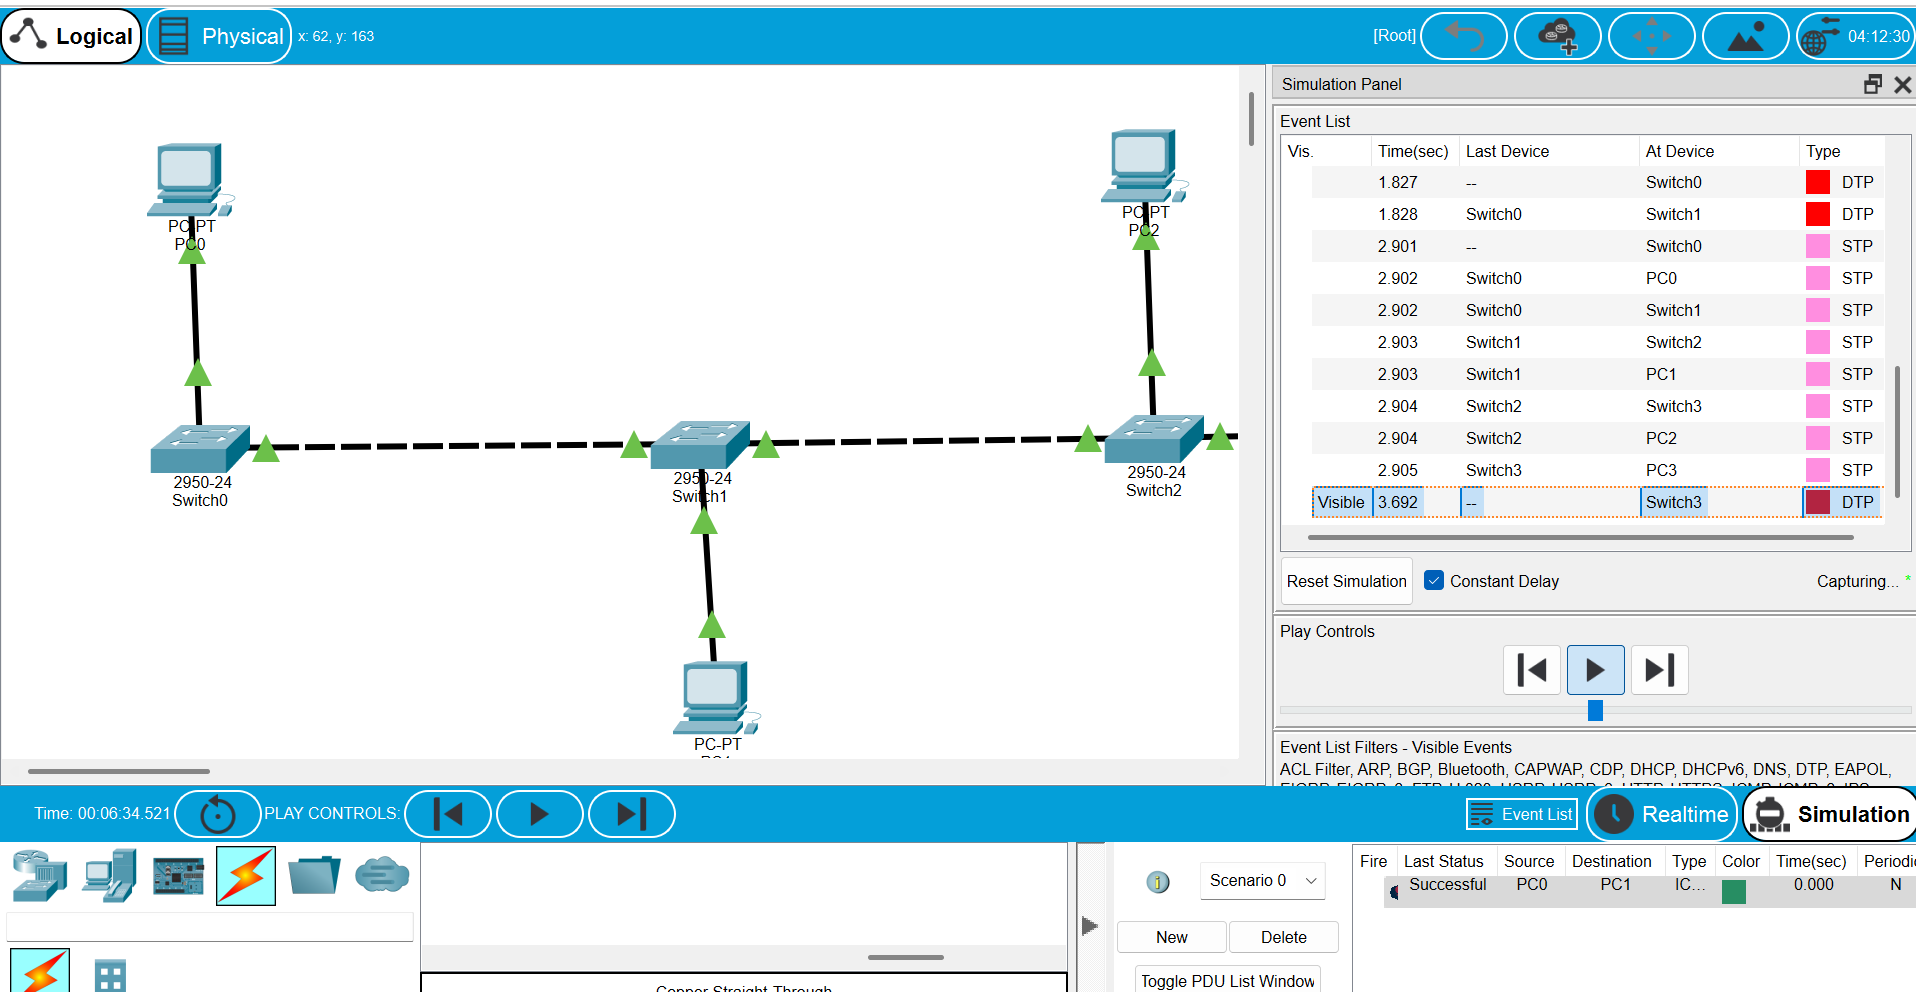 Logical Physical x: 62, y: 163 [Root] 04:12:30
Simulation Panel
Event List
Vis. Time(sec) Last Device At Device Type
1.827 -- Switch0 DTP
1.828 Switch0 Switch1 DTP
2.901 -- Switch0 STP
2.902 Switch0 PC0 STP
2.902 Switch0 Switch1 STP
2.903 Switch1 Switch2 STP
2.903 Switch1 PC1 STP
2.904 Switch2 Switch3 STP
2.904 Switch2 PC2 STP
2.905 Switch3 PC3 STP
Visible 3.692 -- Switch3 DTP
Reset Simulation Constant Delay Capturing... *
Play Controls
Event List Filters - Visible Events
ACL Filter, ARP, BGP, Bluetooth, CAPWAP, CDP, DHCP, DHCPv6, DNS, DTP, EAPOL,
PC-PT
PC0
PC-PT
PC2
2950-24
Switch0
2950-24
Switch1
2950-24
Switch2
PC-PT
Time: 00:06:34.521 PLAY CONTROLS: Event List Realtime Simulation
Scenario 0
New Delete
Toggle PDU List Window
Fire Last Status Source Destination Type Color Time(sec) Periodic
Successful PC0 PC1 IC... 0.000 N
Copper Straight-Through